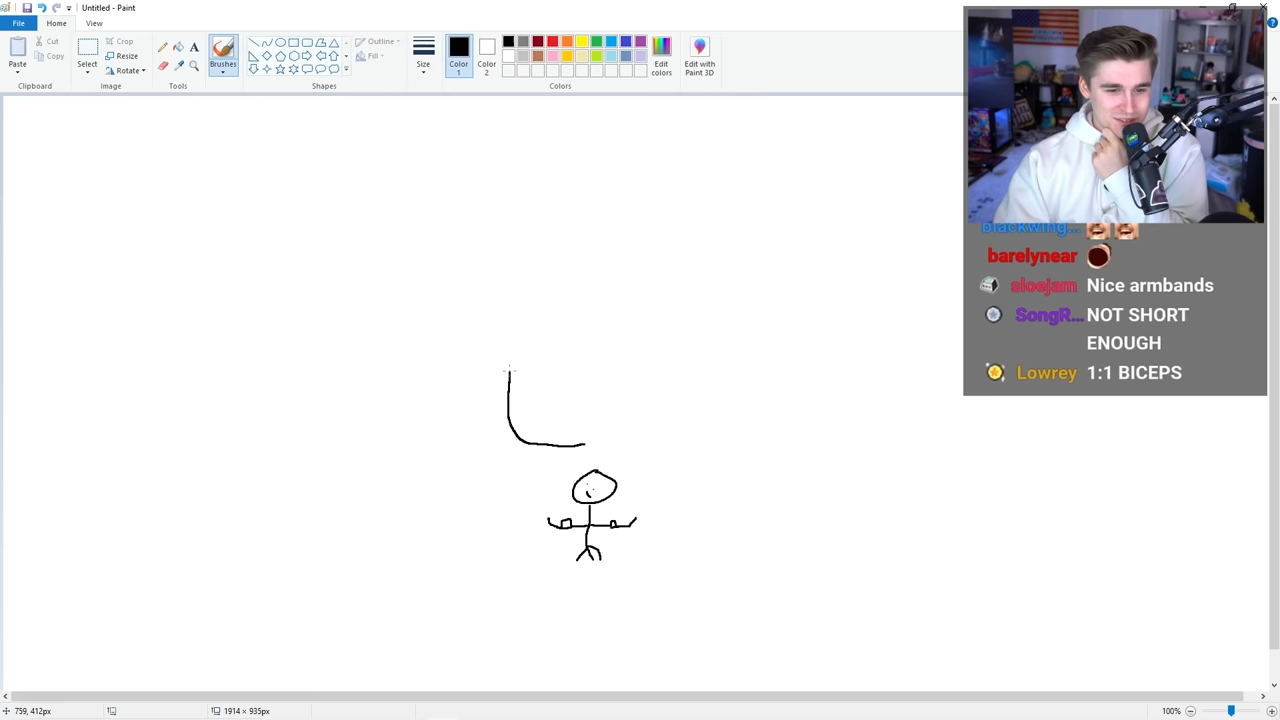 Untitled - Paint
File Home View
Paste
Cut
Copy
Clipboard
Select
Crop
Resize
Rotate
Image
A
Tools
Brushes
Shapes
Outline
Fill
Size
Color
1
Color
2
Edit
colors
Colors
Edit with
Paint 3D
barelynear
sloejam Nice armbands
SongR... NOT SHORT
ENOUGH
Lowrey 1:1 BICEPS
759, 412px
1914 × 935px
100%